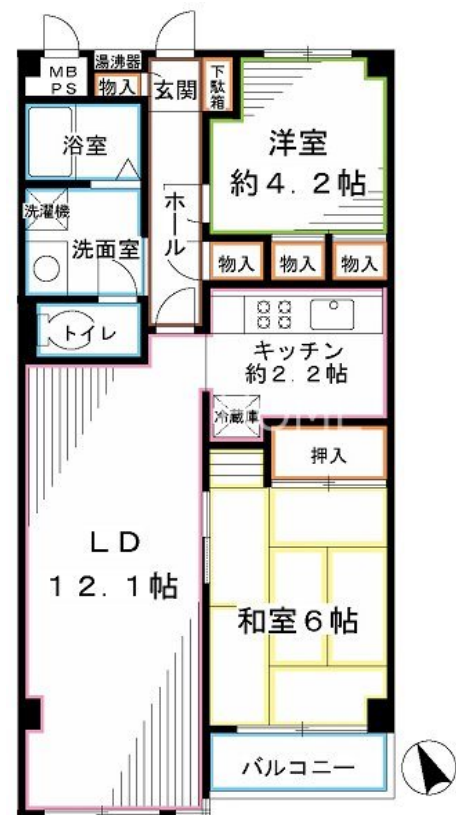 湯沸器
MB
PS
物入
玄関
下駄箱
浴室
洋室
約4.2帖
洗濯機
洗面室
ホール
物入
物入
物入
トイレ
キッチン
約2.2帖
冷蔵庫
押入
LD
12.1帖
和室6帖
バルコニー